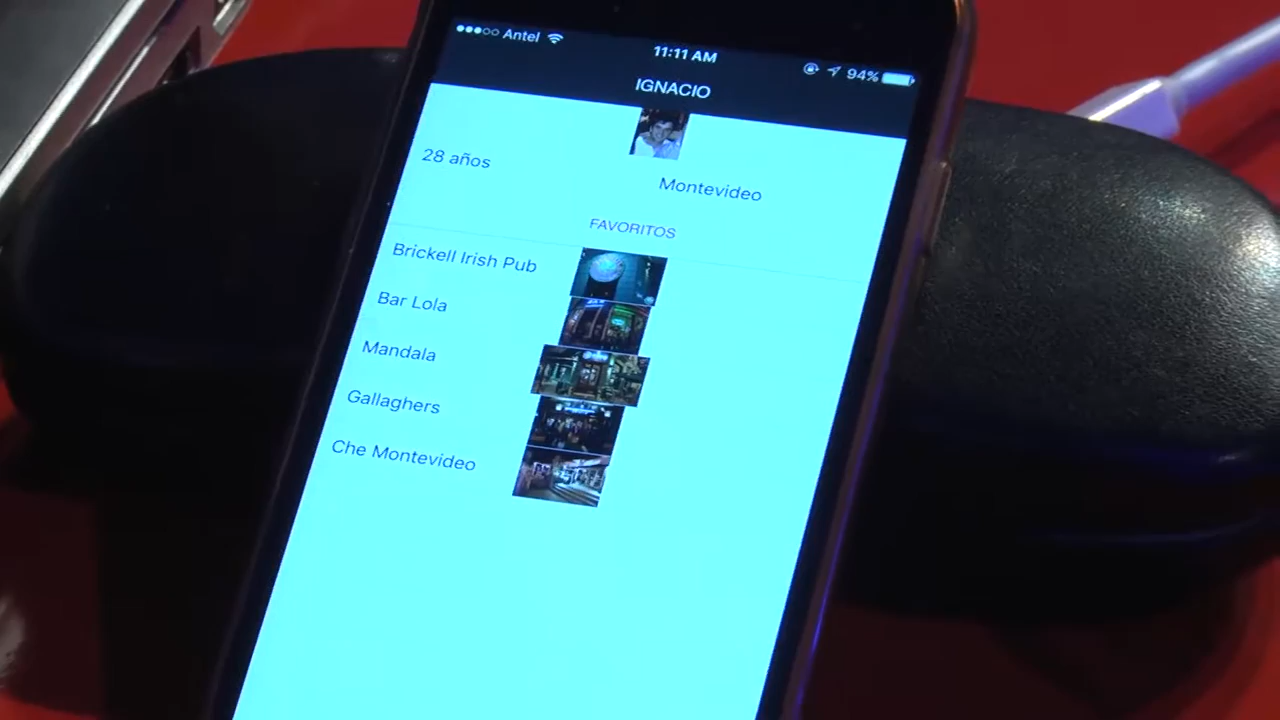 Antel 11:11 AM 94%
IGNACIO
28 años
Montevideo
FAVORITOS
Brickell Irish Pub
Bar Lola
Mandala
Gallaghers
Che Montevideo